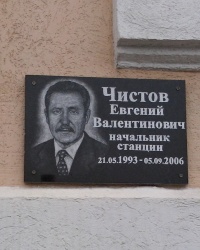 Чистов
Евгений
Валентинович
начальник
станции
21.05.1993 - 05.09.2006